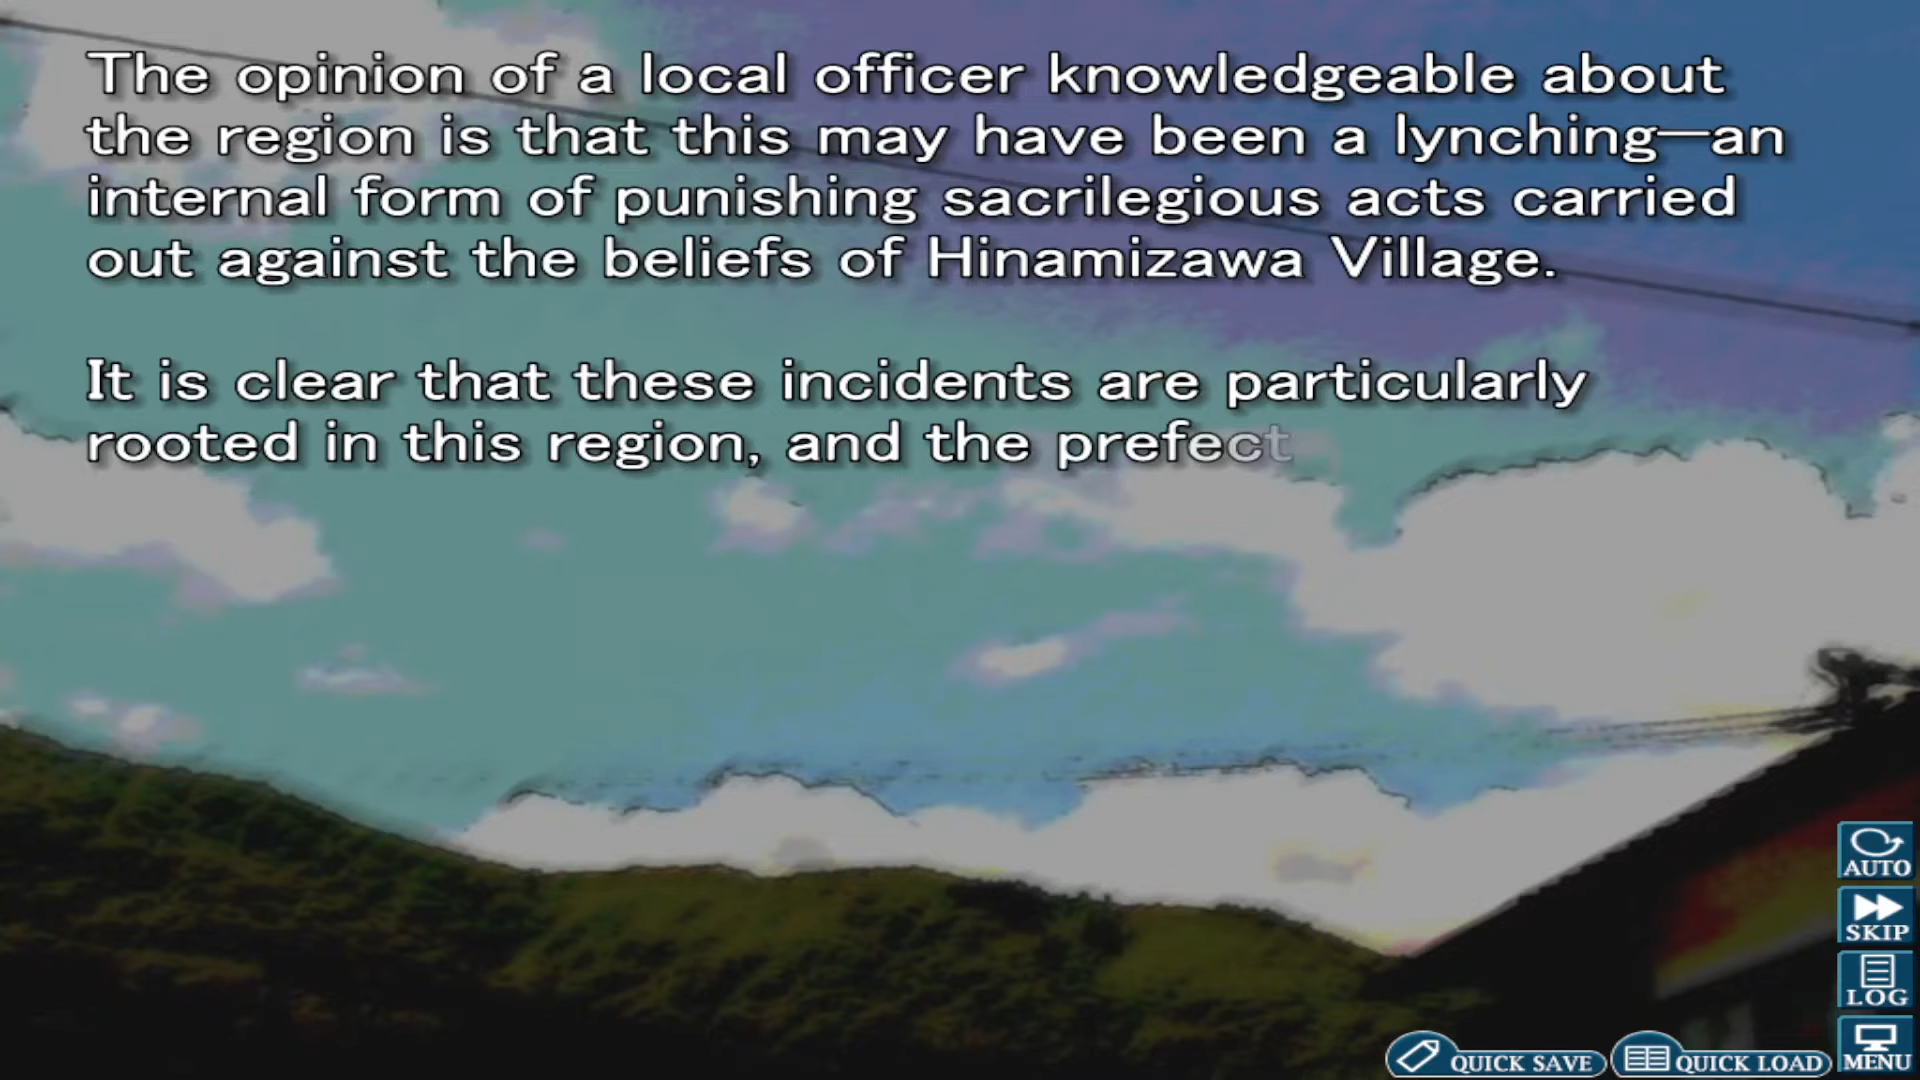 The opinion of a local officer knowledgeable about
the region is that this may have been a lynching—an
internal form of punishing sacrilegious acts carried
out against the beliefs of Hinamizawa Village.
It is clear that these incidents are particularly
rooted in this region, and the prefect
AUTO
SKIP
LOG
QUICK SAVE
QUICK LOAD
MENU